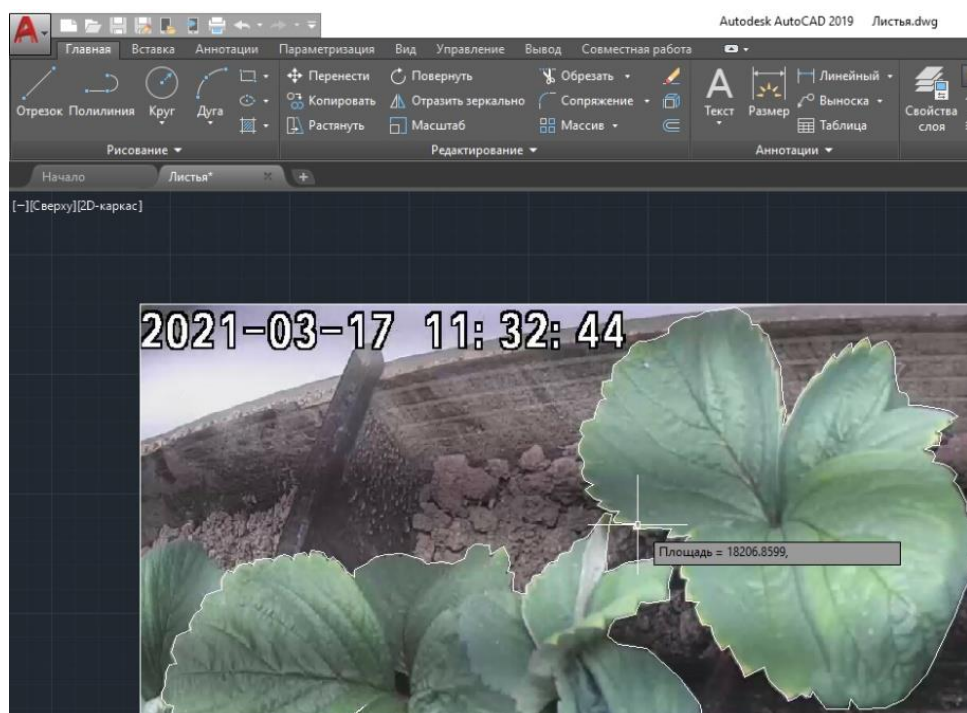 Autodesk AutoCAD 2019 Листья.dwg
Главная Вставка Аннотации Параметризация Вид Управление Вывод Совместная работа
Перенести Повернуть Обрезать Линейный
Отрезок Полилиния Круг Дуга Копировать Отразить зеркально Сопряжение Текст Размер Выноска Свойства слоя
Растянуть Масштаб Массив Таблица
Рисование Редактирование Аннотации
Начало Листья*
[−][Сверху][2D-каркас]
2021-03-17 11:32:44
Площадь = 18206.8599,